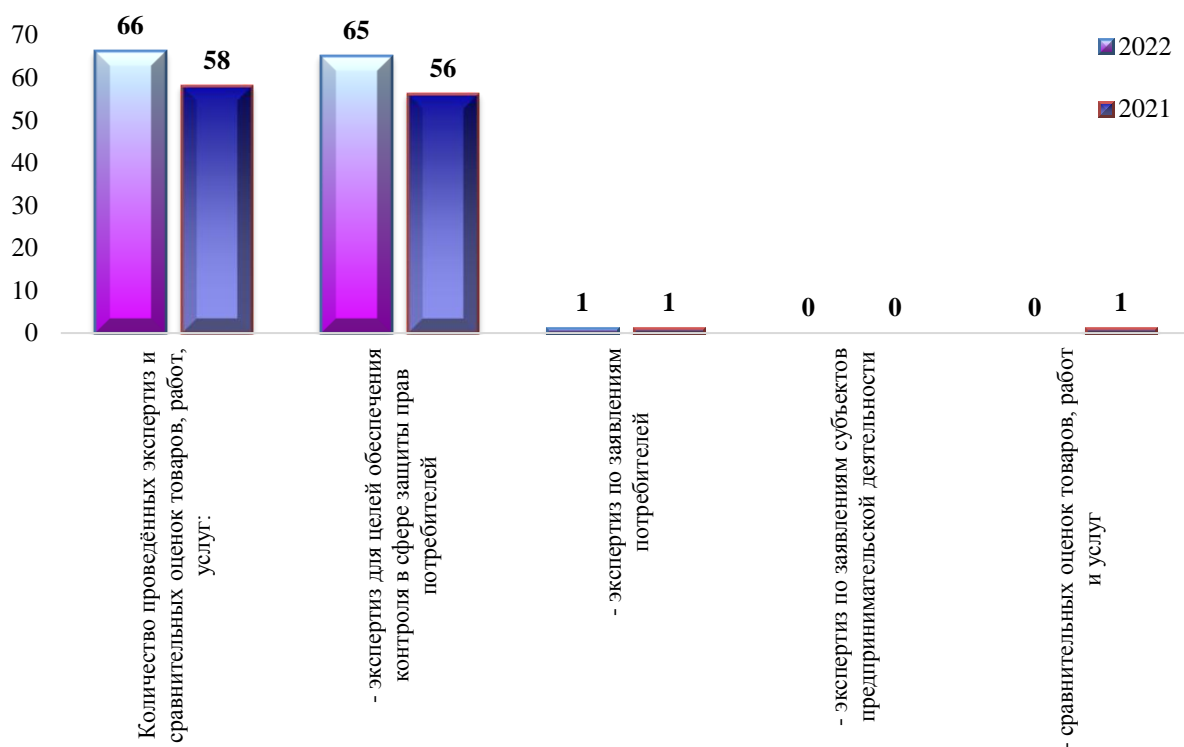 66
58
65
56
1
1
0
0
0
1
70
60
50
40
30
20
10
0
2022
2021
Количество проведённых экспертиз и
сравнительных оценок товаров, работ,
услуг:
- экспертиз для целей обеспечения
контроля в сфере защиты прав
потребителей
- экспертиз по заявлениям
потребителей
- экспертиз по заявлениям субъектов
предпринимательской деятельности
- сравнительных оценок товаров, работ
и услуг